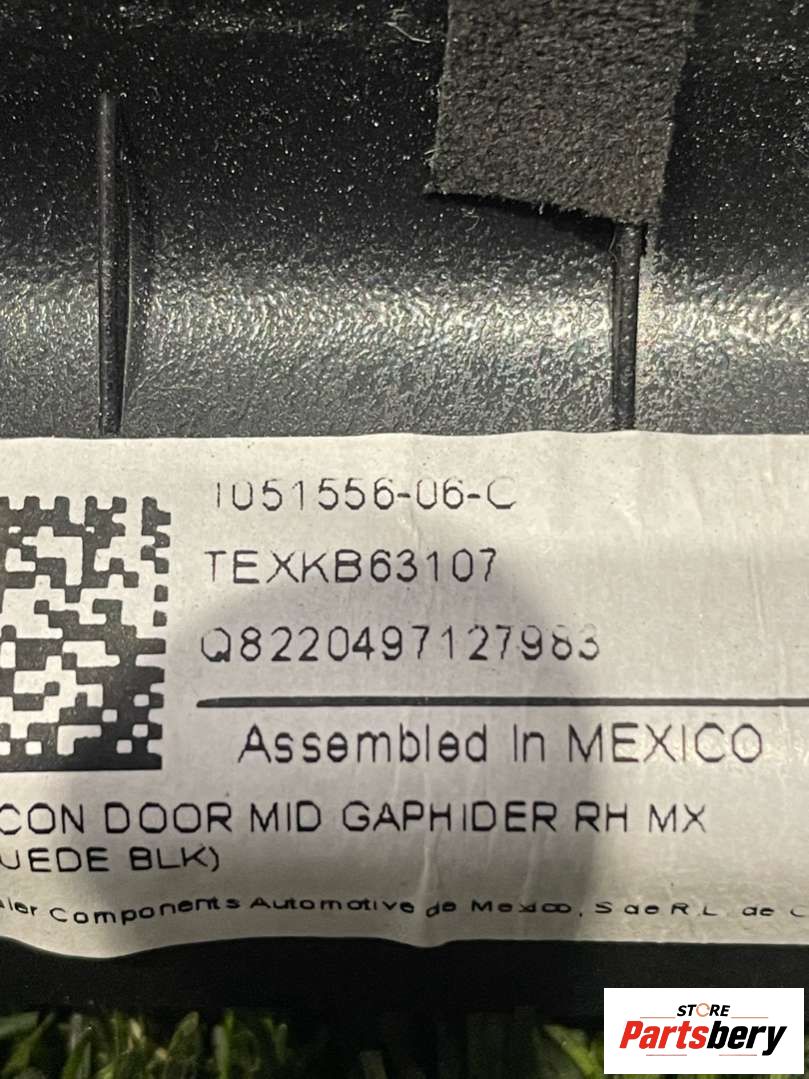 1051556-06-C
TEXKB63107
Q8220497127983
Assembled In MEXICO
CON DOOR MID GAPHIDER RH MX
UEDE BLK)
Components Automotive de Mexico, S de R.L. de C
STORE
Partsbery